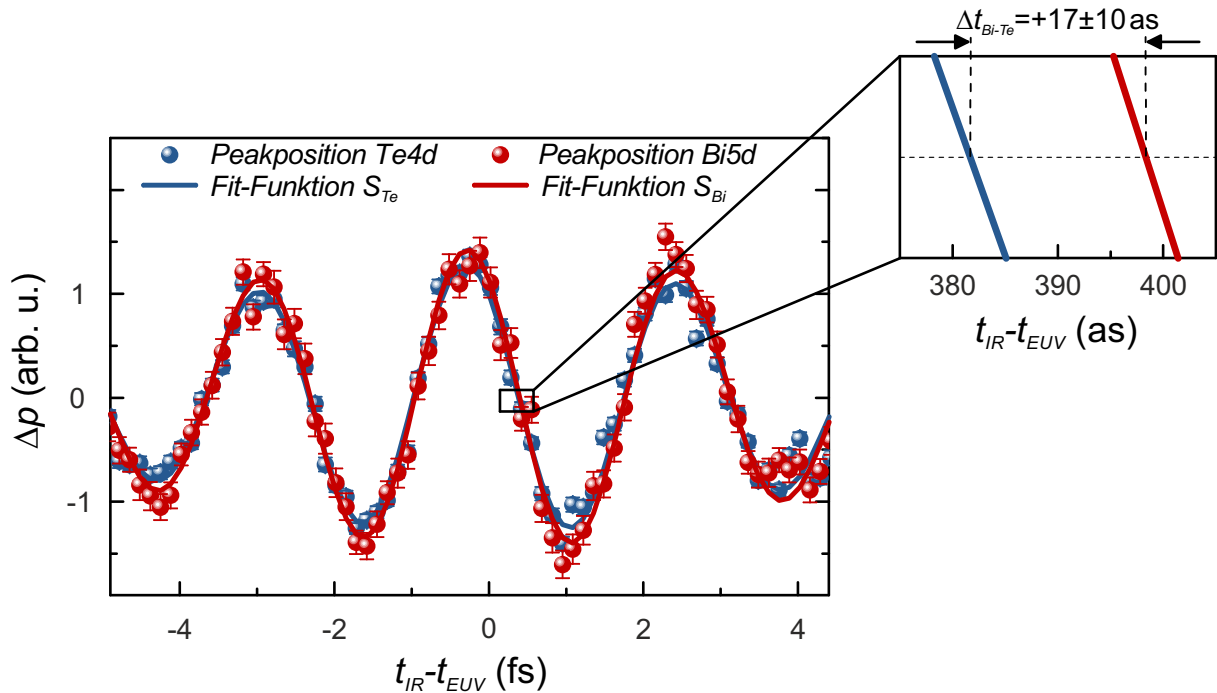 Δt_Bi-Te=+17±10 as
Peakposition Te4d Peakposition Bi5d
Fit-Funktion S_Te Fit-Funktion S_Bi
1
0
-1
Δp (arb. u.)
-4 -2 0 2 4
t_IR-t_EUV (fs)
380 390 400
t_IR-t_EUV (as)